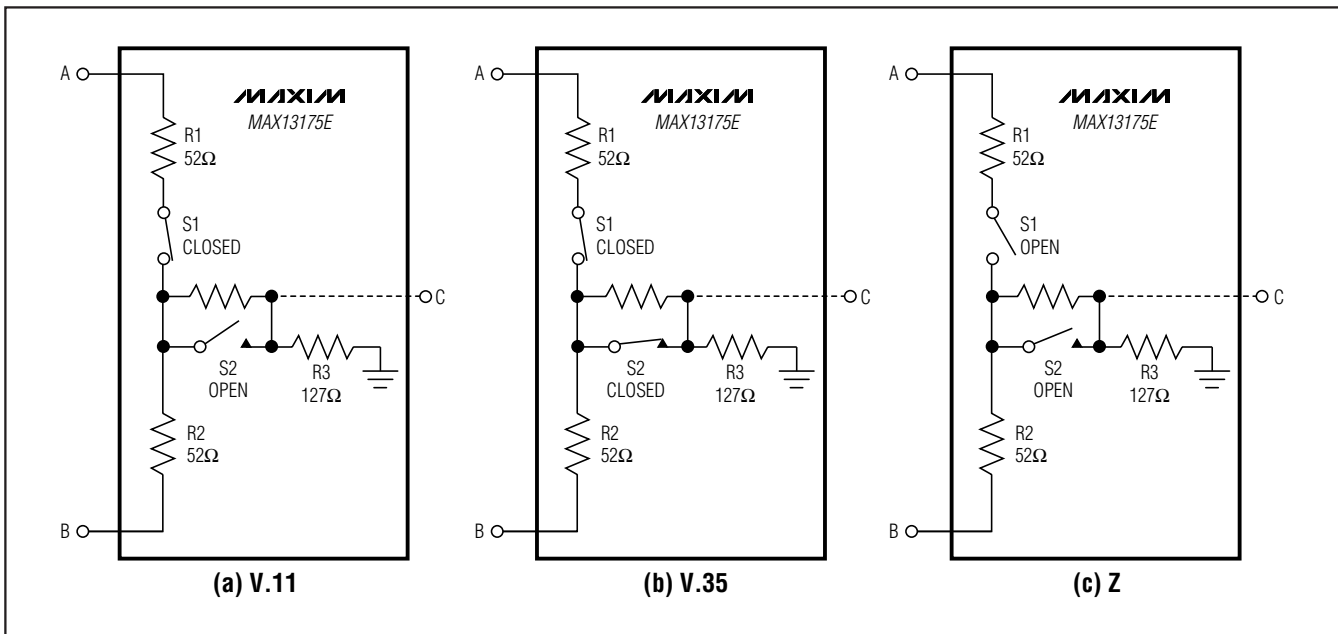 A
MAXIM
MAX13175E
R1
52Ω
S1
CLOSED
C
S2
OPEN
R3
127Ω
R2
52Ω
B
(a) V.11
A
MAXIM
MAX13175E
R1
52Ω
S1
CLOSED
C
S2
CLOSED
R3
127Ω
R2
52Ω
B
(b) V.35
A
MAXIM
MAX13175E
R1
52Ω
S1
OPEN
C
S2
OPEN
R3
127Ω
R2
52Ω
B
(c) Z